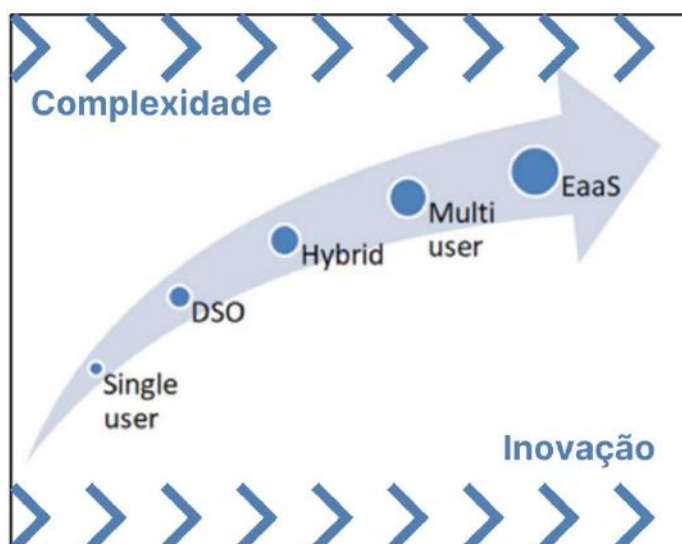 Complexidade
EaaS
Multi
user
Hybrid
DSO
Single
user
Inovação